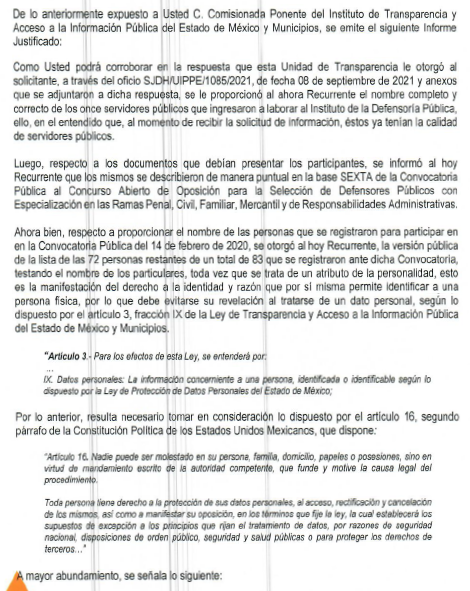 De lo anteriormente expuesto a Usted C. Comisionada Ponente del Instituto de Transparencia y
Acceso a la Información Pública del Estado de México y Municipios, se emite el siguiente Informe
Justificado:
Como Usted podrá corroborar en la respuesta que esta Unidad de Transparencia le otorgó al
solicitante, a través del oficio SJDH/UIPPE/1085/2021, de fecha 08 de septiembre de 2021 y anexos
que se adjuntaron a dicha respuesta, se le proporcionó al ahora Recurrente el nombre completo y
correcto de los once servidores públicos que ingresaron a laborar al Instituto de la Defensoría Pública,
ello, en el entendido que, al momento de recibir la solicitud de información, éstos ya tenían la calidad
de servidores públicos.
Luego, respecto a los documentos que debían presentar los participantes, se informó al hoy
Recurrente que los mismos se describieron de manera puntual en la base SEXTA de la Convocatoria
Pública al Concurso Abierto de Oposición para la Selección de Defensores Públicos con
Especialización en las Ramas Penal, Civil, Familiar, Mercantil y de Responsabilidades Administrativas.
Ahora bien, respecto a proporcionar el nombre de las personas que se registraron para participar en
en la Convocatoria Pública del 14 de febrero de 2020, se otorgó al hoy Recurrente, la versión pública
de la lista de las 72 personas restantes de un total de 83 que se registraron ante dicha Convocatoria,
testando el nombre de los particulares, toda vez que se trata de un atributo de la personalidad, esto
es la manifestación del derecho a la identidad y razón que por sí misma permite identificar a una
persona física, por lo que debe evitarse su revelación al tratarse de un dato personal, según lo
dispuesto por el artículo 3, fracción IX de la Ley de Transparencia y Acceso a la Información Pública
del Estado de México y Municipios.
"Artículo 3.- Para los efectos de esta Ley, se entenderá por:
...
IX. Datos personales: La información concerniente a una persona, identificada o identificable según lo
dispuesto por la Ley de Protección de Datos Personales del Estado de México;
Por lo anterior, resulta necesario tomar en consideración lo dispuesto por el artículo 16, segundo
párrafo de la Constitución Política de los Estados Unidos Mexicanos, que dispone:
"Artículo 16. Nadie puede ser molestado en su persona, familia, domicilio, papeles o posesiones, sino en
virtud de mandamiento escrito de la autoridad competente, que funde y motive la causa legal del
procedimiento.
Toda persona tiene derecho a la protección de sus datos personales, al acceso, rectificación y cancelación
de los mismos, así como a manifestar su oposición, en los términos que fije la ley, la cual establecerá los
supuestos de excepción a los principios que rijan el tratamiento de datos, por razones de seguridad
nacional, disposiciones de orden público, seguridad y salud públicas o para proteger los derechos de
terceros..."
A mayor abundamiento, se señala lo siguiente: